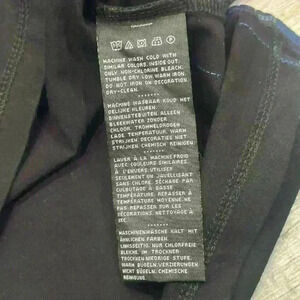 MACHINE WASH COLD WITH
SIMILAR COLORS. INSIDE OUT.
ONLY NON-CHLORINE BLEACH.
TUMBLE DRY LOW WARM IRON.
DO NOT IRON ON DECORATION
DRY-CLEAN.
MACHINE WASBAAR KOUD MET
DELIJKE KLEUREN.
BINNENSTEBUITEN ALLEEN
BLEEKWATER ZONDER
CHLOOR. TROMMELDROGEN
LAGE TEMPERATUUR. WARM
STRIJKEN DECORATIES NIET
STRIJKEN CHEMISCH REINIGEN
LAVER À LA MACHINE FROID
AVEC COULEURS SIMILAIRES
À L'ENVERS UTILISER
SEULEMENT UN JAVELLISANT
SANS CHLORE. SÉCHAGE PAR
CULBUTAGE À BASSE
TEMPÉRATURE. REPASSER À
TEMPÉRATURE MOYENNE. NE
PAS REPASSER SUR LES
DÉCORATIONS. NETTOYAGE À
SEC
MASCHINENWÄSCHE KALT MIT
ÄHNLICHEN FARBEN.
LINKSSEITIG. NUR CHLORFREIE
BLEICHE. IM TROCKNER
TROCKNEN NIEDRIGE STUFE.
WARM BÜGELN. VERZIERUNGEN
NICHT BÜGELN. CHEMISCHE
REINIGUNG